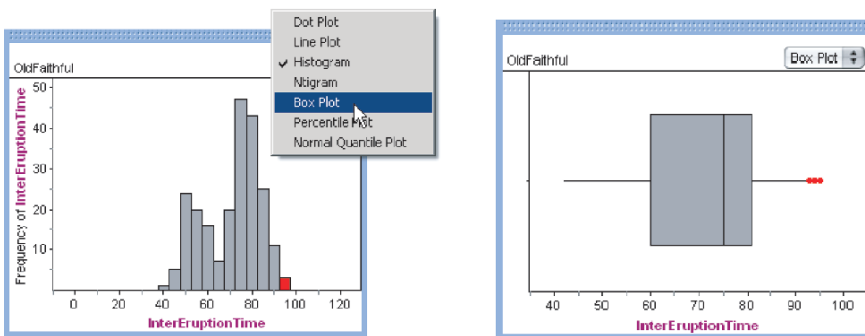 Dot Plot
Line Plot
Histogram
Ntigram
Box Plot
Percentile Plot
Normal Quantile Plot
OldFaithful
50
40
30
20
10
Frequency of InterEruptionTime
0 20 40 60 80 100 120
InterEruptionTime
OldFaithful
Box Plot
40 50 60 70 80 90 100
InterEruptionTime